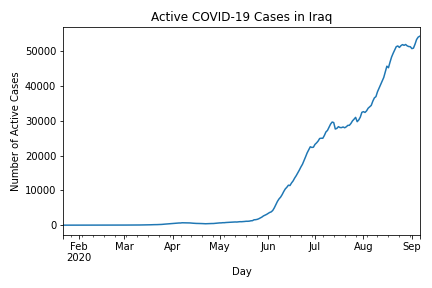 Active COVID-19 Cases in Iraq
Number of Active Cases
50000
40000
30000
20000
10000
0
Feb Mar Apr May Jun Jul Aug Sep
2020
Day